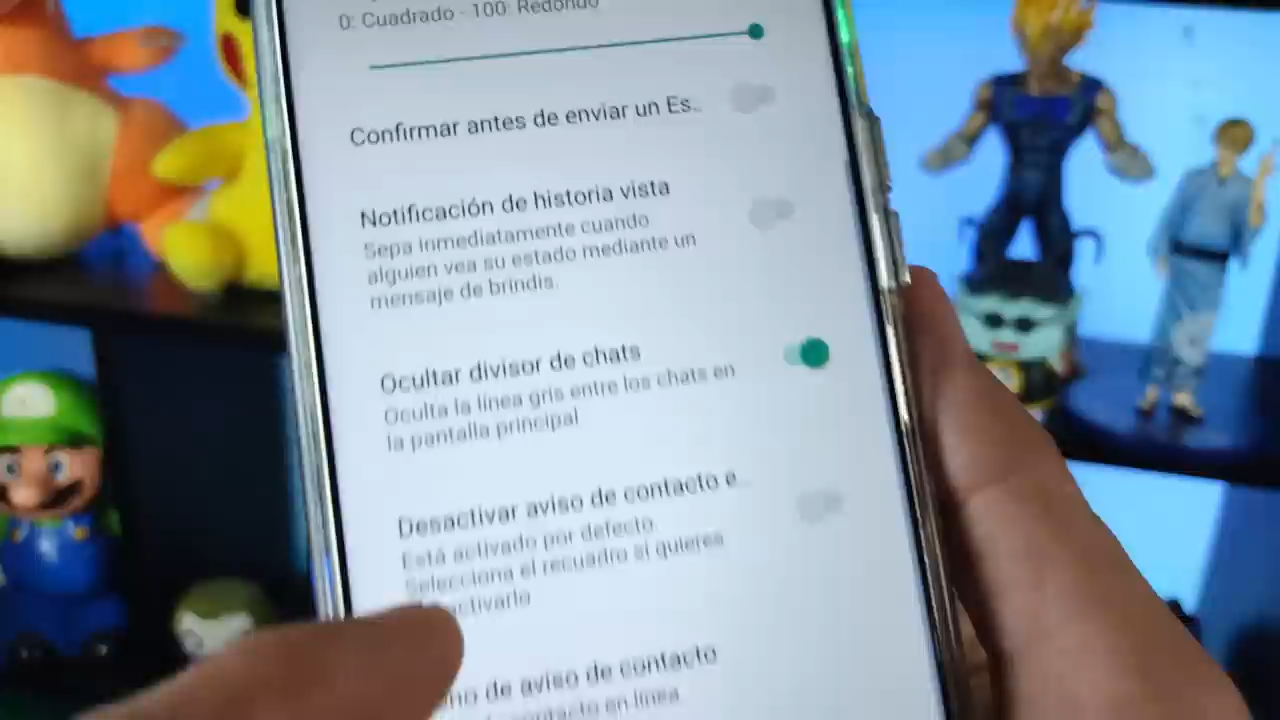 0: Cuadrado - 100: Redondo
Confirmar antes de enviar un Es..
Notificación de historia vista
Sepa inmediatamente cuando
alguien vea su estado mediante un
mensaje de brindis.
Ocultar divisor de chats
Oculta la línea gris entre los chats en
la pantalla principal
Desactivar aviso de contacto e..
Está activado por defecto.
Selecciona el recuadro si quieres
de aviso de contacto
contacto en línea